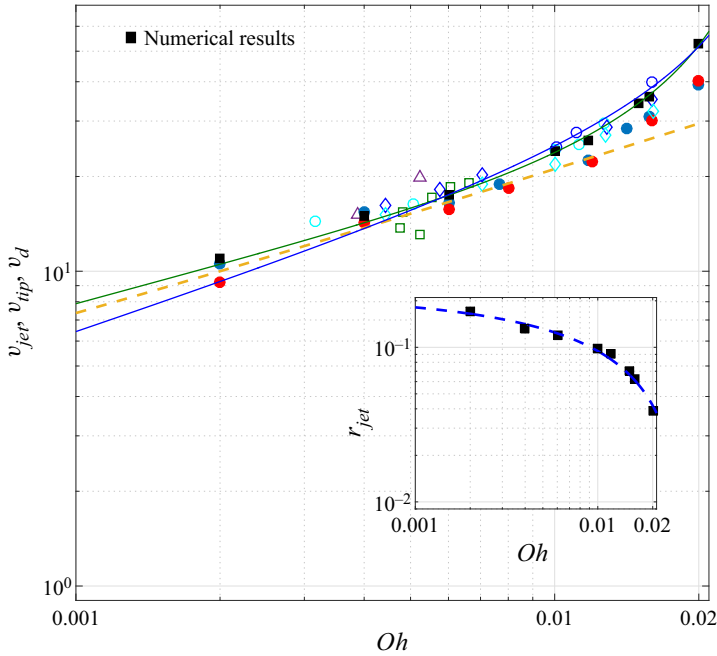 Numerical results
v_jet, v_tip, v_d
10^1
10^0
0.001
0.01
0.02
Oh
r_jet
10^-1
10^-2
0.001
0.01
0.02
Oh